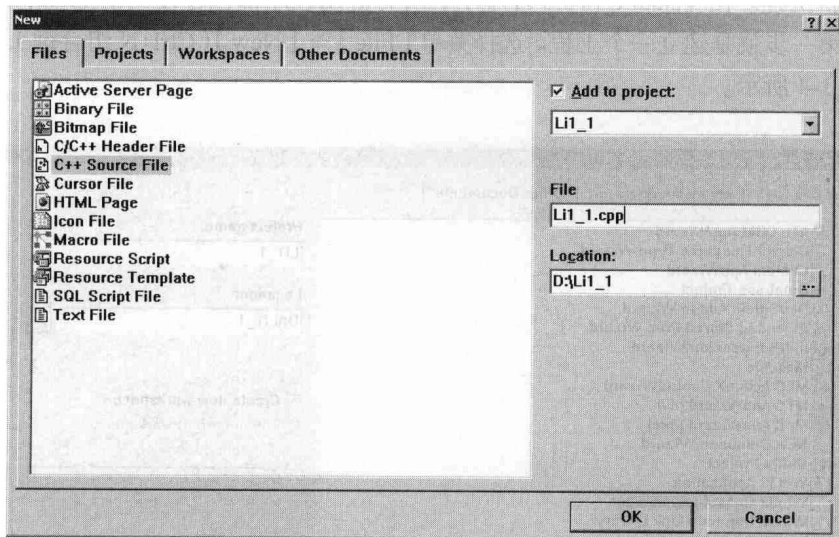 New
Files Projects Workspaces Other Documents
Active Server Page
Binary File
Bitmap File
C/C++ Header File
C++ Source File
Cursor File
HTML Page
Icon File
Macro File
Resource Script
Resource Template
SQL Script File
Text File
Add to project:
Li1_1
File
Li1_1.cpp
Location:
D:\Li1_1
...
OK Cancel